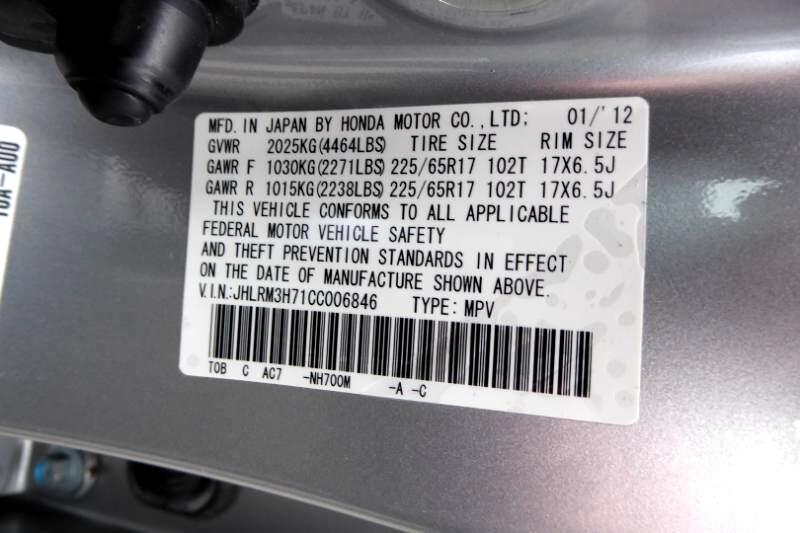 MFD. IN JAPAN BY HONDA MOTOR CO.,LTD; 01/'12
GVWR 2025KG(4464LBS) TIRE SIZE RIM SIZE
GAWR F 1030KG(2271LBS) 225/65R17 102T 17X6.5J
GAWR R 1015KG(2238LBS) 225/65R17 102T 17X6.5J
THIS VEHICLE CONFORMS TO ALL APPLICABLE
FEDERAL MOTOR VEHICLE SAFETY
AND THEFT PREVENTION STANDARDS IN EFFECT
ON THE DATE OF MANUFACTURE SHOWN ABOVE.
V.I.N.:JHLRM3H71CC006846 TYPE: MPV
T0B C AC7 -NH700M -A -C
10A-A00